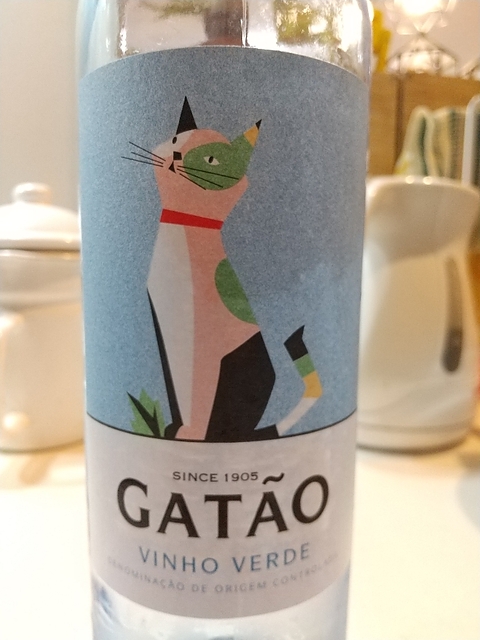 SINCE 1905
GATÃO
VINHO VERDE
DENOMINAÇÃO DE ORIGEM CONTROLADA